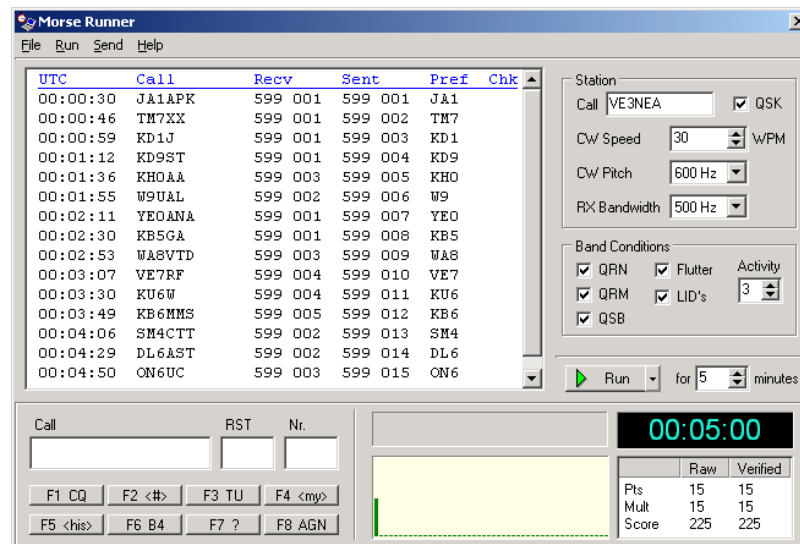 Morse Runner
File Run Send Help
UTC Call Recv Sent Pref Chk
00:00:30 JA1APK 599 001 599 001 JA1
00:00:46 TM7XX 599 001 599 002 TM7
00:00:59 KD1J 599 001 599 003 KD1
00:01:12 KD9ST 599 001 599 004 KD9
00:01:36 KH0AA 599 003 599 005 KH0
00:01:55 W9UAL 599 002 599 006 W9
00:02:11 YE0ANA 599 001 599 007 YE0
00:02:30 KB5GA 599 001 599 008 KB5
00:02:53 WA8VTD 599 003 599 009 WA8
00:03:07 VE7RF 599 004 599 010 VE7
00:03:30 KU6W 599 004 599 011 KU6
00:03:49 KB6MMS 599 005 599 012 KB6
00:04:06 SM4CTT 599 002 599 013 SM4
00:04:29 DL6AST 599 002 599 014 DL6
00:04:50 ON6UC 599 003 599 015 ON6
Station
Call VE3NEA QSK
CW Speed 30 WPM
CW Pitch 600 Hz
RX Bandwidth 500 Hz
Band Conditions
QRN Flutter Activity
QRM LID's 3
QSB
Run for 5 minutes
Call RST Nr.
F1 CQ F2 <#> F3 TU F4 <my>
F5 <his> F6 B4 F7 ? F8 AGN
00:05:00
Raw Verified
Pts 15 15
Mult 15 15
Score 225 225